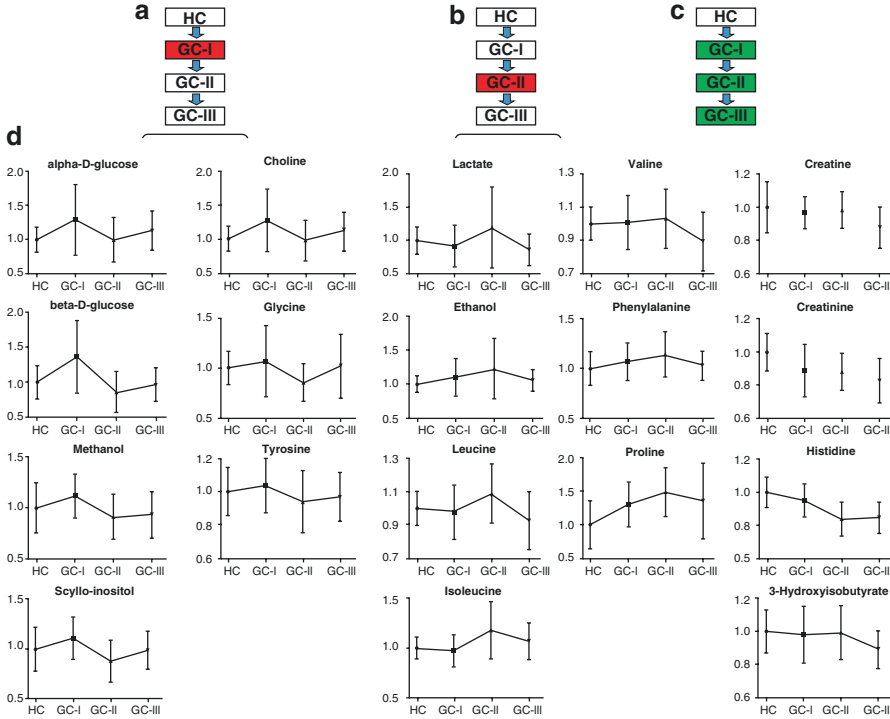 a
HC
GC-I
GC-II
GC-III
b
HC
GC-I
GC-II
GC-III
c
HC
GC-I
GC-II
GC-III
d
alpha-D-glucose
2.0
1.5
1.0
0.5
HC GC-I GC-II GC-III
Choline
2.0
1.5
1.0
0.5
HC GC-I GC-II GC-III
Lactate
2.0
1.5
1.0
0.5
HC GC-I GC-II GC-III
Valine
1.3
1.1
0.9
0.7
HC GC-I GC-II GC-III
Creatine
1.2
1.0
0.8
0.6
HC GC-I GC-II GC-III
beta-D-glucose
2.0
1.5
1.0
0.5
HC GC-I GC-II GC-III
Glycine
1.5
1.0
0.5
HC GC-I GC-II GC-III
Ethanol
2.0
1.5
1.0
0.5
HC GC-I GC-II GC-III
Phenylalanine
1.5
1.0
0.5
HC GC-I GC-II GC-III
Creatinine
1.2
1.0
0.8
0.6
HC GC-I GC-II GC-III
Methanol
1.5
1.0
0.5
HC GC-I GC-II GC-III
Tyrosine
1.2
1.0
0.8
0.6
HC GC-I GC-II GC-III
Leucine
1.3
1.1
0.9
0.7
HC GC-I GC-II GC-III
Proline
2.0
1.5
1.0
0.5
HC GC-I GC-II GC-III
Histidine
1.2
1.0
0.8
0.6
HC GC-I GC-II GC-III
Scyllo-inositol
1.5
1.0
0.5
HC GC-I GC-II GC-III
Isoleucine
1.5
1.0
0.5
HC GC-I GC-II GC-III
3-Hydroxyisobutyrate
1.2
1.0
0.8
0.6
HC GC-I GC-II GC-III